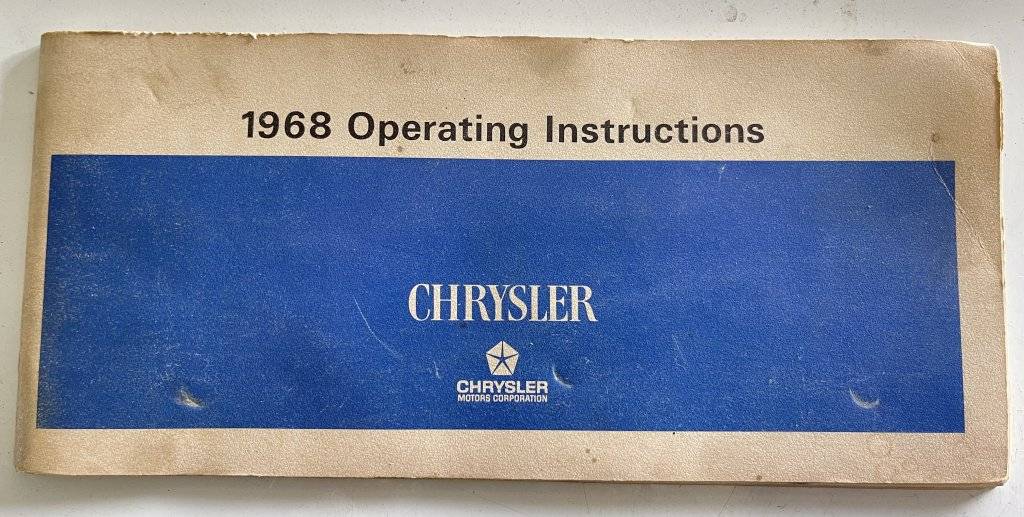 1968 Operating Instructions
CHRYSLER
CHRYSLER
MOTORS CORPORATION